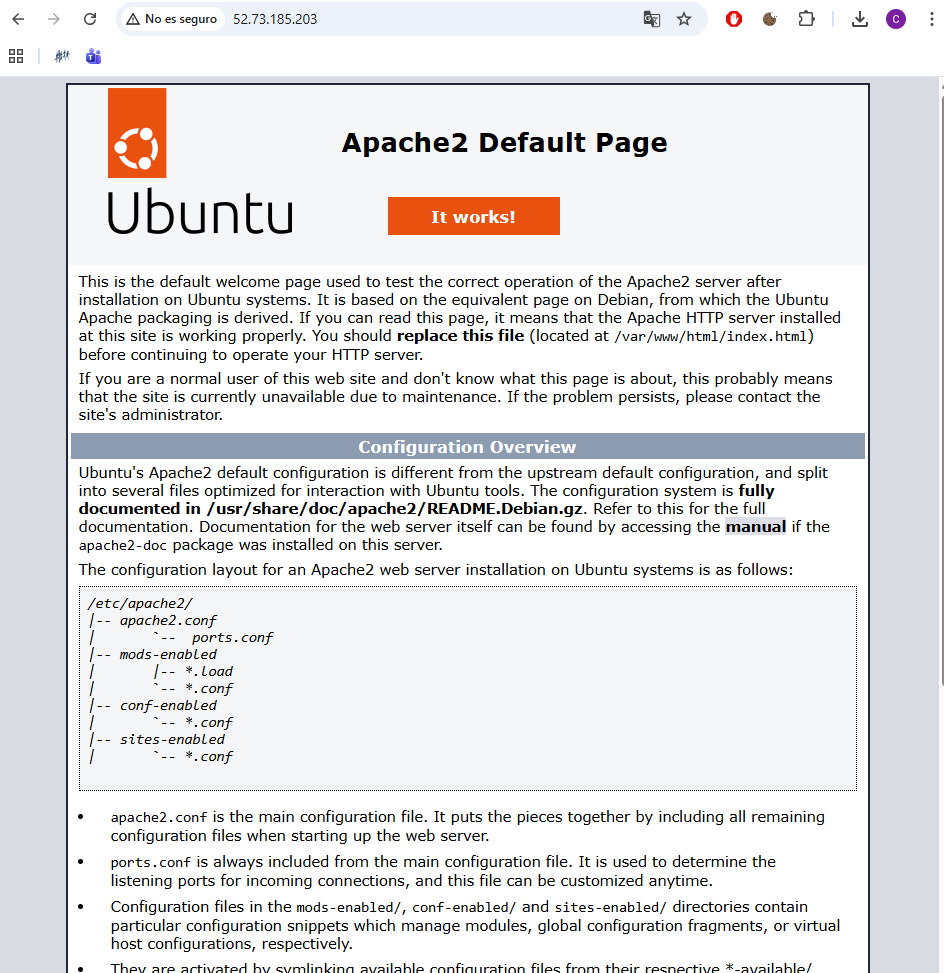 No es seguro 52.73.185.203
C
Apache2 Default Page
Ubuntu
It works!
This is the default welcome page used to test the correct operation of the Apache2 server after
installation on Ubuntu systems. It is based on the equivalent page on Debian, from which the Ubuntu
Apache packaging is derived. If you can read this page, it means that the Apache HTTP server installed
at this site is working properly. You should replace this file (located at /var/www/html/index.html)
before continuing to operate your HTTP server.
If you are a normal user of this web site and don't know what this page is about, this probably means
that the site is currently unavailable due to maintenance. If the problem persists, please contact the
site's administrator.
Configuration Overview
Ubuntu's Apache2 default configuration is different from the upstream default configuration, and split
into several files optimized for interaction with Ubuntu tools. The configuration system is fully
documented in /usr/share/doc/apache2/README.Debian.gz. Refer to this for the full
documentation. Documentation for the web server itself can be found by accessing the manual if the
apache2-doc package was installed on this server.
The configuration layout for an Apache2 web server installation on Ubuntu systems is as follows:
/etc/apache2/
|-- apache2.conf
|       `--  ports.conf
|-- mods-enabled
|       |-- *.load
|       `-- *.conf
|-- conf-enabled
|       `-- *.conf
|-- sites-enabled
|       `-- *.conf
• apache2.conf is the main configuration file. It puts the pieces together by including all remaining
configuration files when starting up the web server.
• ports.conf is always included from the main configuration file. It is used to determine the
listening ports for incoming connections, and this file can be customized anytime.
• Configuration files in the mods-enabled/, conf-enabled/ and sites-enabled/ directories contain
particular configuration snippets which manage modules, global configuration fragments, or virtual
host configurations, respectively.
• They are activated by symlinking available configuration files from their respective *-available/